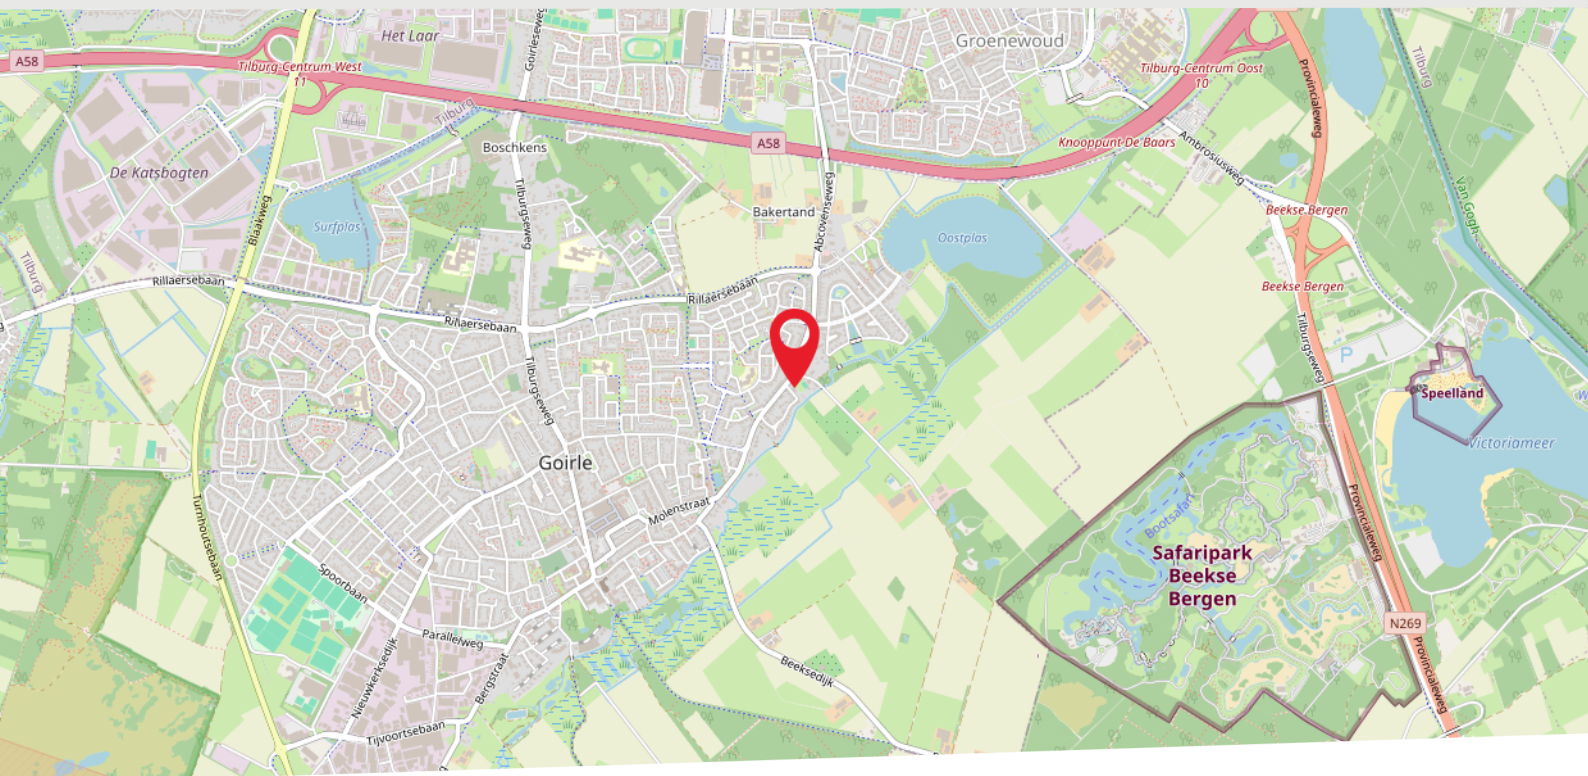 Het Laar
Goirleseweg
Groenewoud
A58
Tilburg-Centrum West
11
Tilburg-Centrum Oost
10
Tilburg
Provincialeweg
Tilburg
A58
Knooppunt De Baars
Ambrosiusweg
Boschkens
De Katsbogten
Tilburgseweg
Blaakweg
Surfplas
Bakertand
Abcovenseweg
Oostplas
Beekse Bergen
Van Gogh
Tilburg
Rillaersebaan
Rillaersebaan
Rillaersebaan
Beekse Bergen
Tilburgseweg
P
Tilburgseweg
Speelland
Victoriameer
Goirle
Turnhoutsebaan
Molenstraat
Bootsafari
Provincialeweg
Safaripark
Beekse
Bergen
Spoorbaan
Parallelweg
N269
Nieuwkerksedijk
Bergstraat
Beeksedijk
Provincialeweg
Tijvoortsebaan